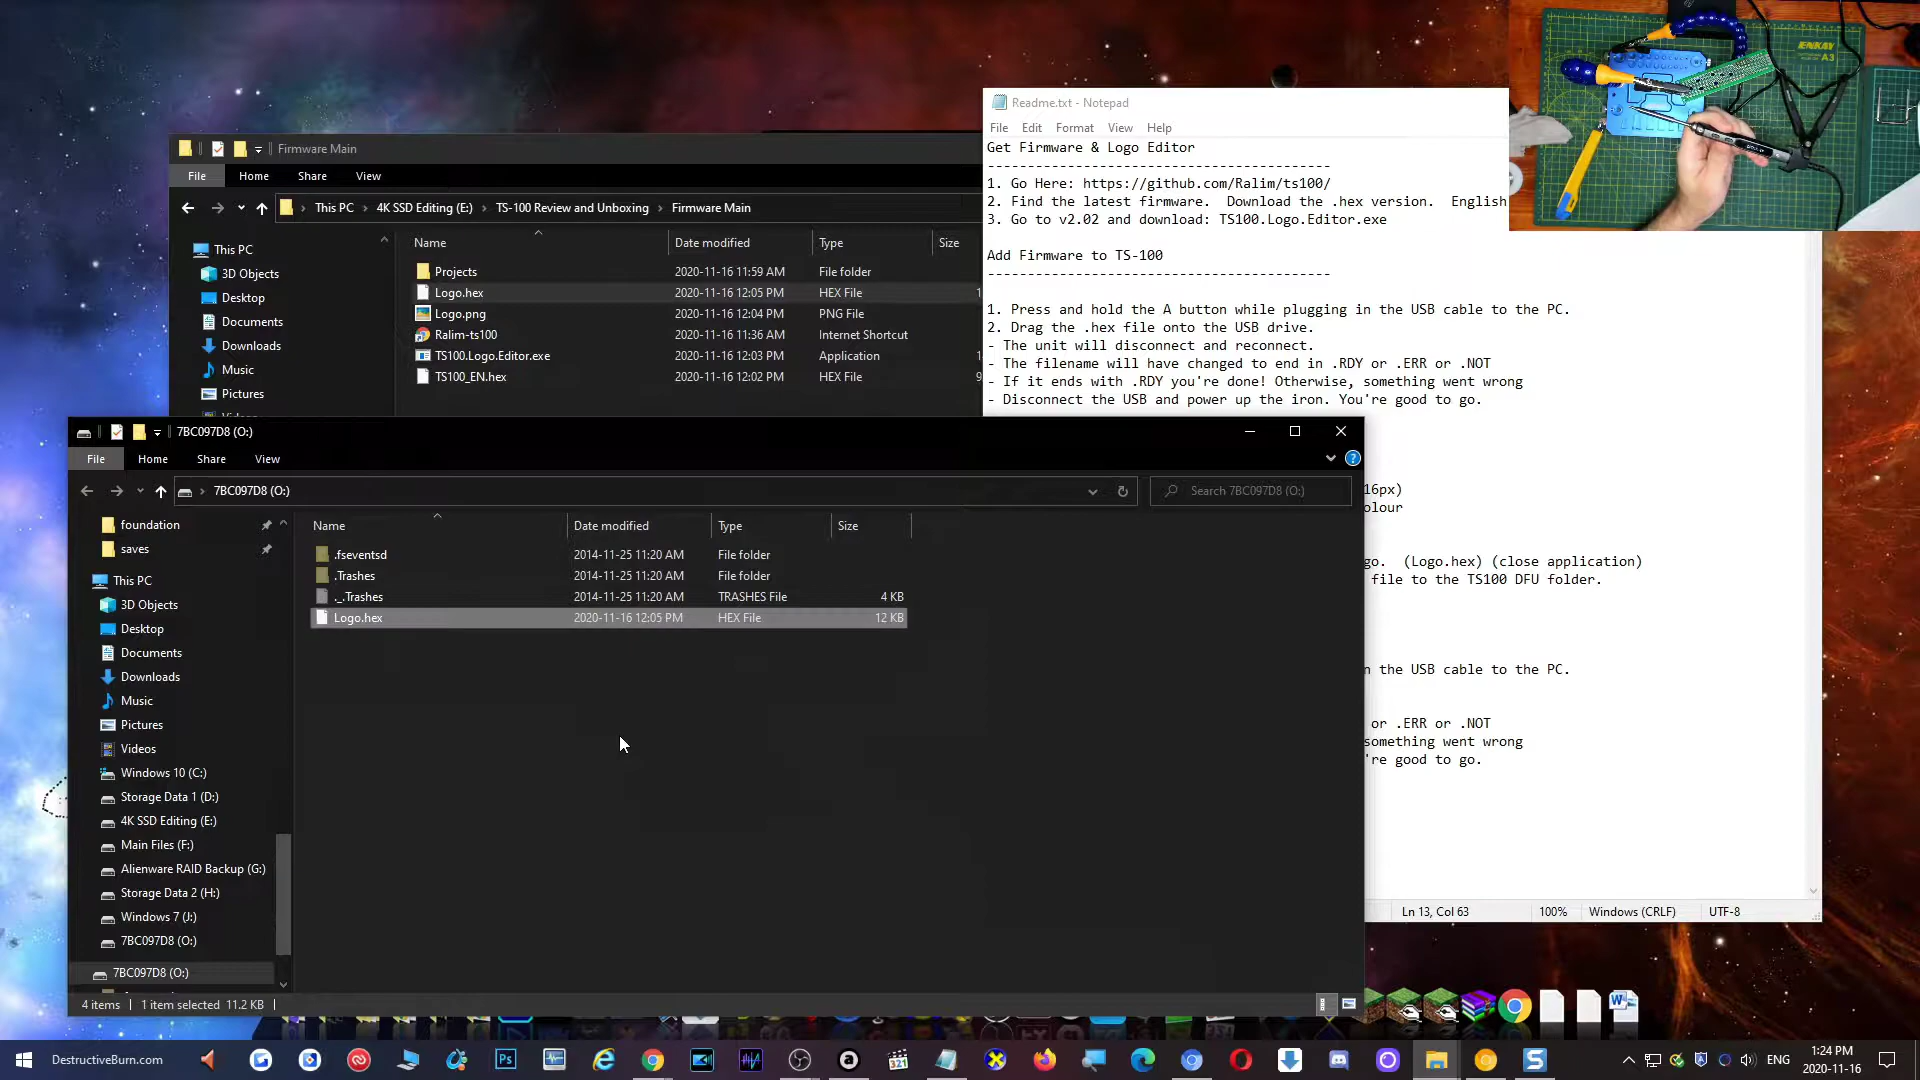 Firmware Main
File Home Share View
This PC > 4K SSD Editing (E:) > TS-100 Review and Unboxing > Firmware Main
Name Date modified Type Size
This PC
3D Objects
Desktop
Documents
Downloads
Music
Pictures
Projects 2020-11-16 11:59 AM File folder
Logo.hex 2020-11-16 12:05 PM HEX File
Logo.png 2020-11-16 12:04 PM PNG File
Ralim-ts100 2020-11-16 11:36 AM Internet Shortcut
TS100.Logo.Editor.exe 2020-11-16 12:03 PM Application
TS100_EN.hex 2020-11-16 12:02 PM HEX File
Readme.txt - Notepad
File Edit Format View Help
Get Firmware & Logo Editor
-------------------------------------------
1. Go Here: https://github.com/Ralim/ts100/
2. Find the latest firmware.  Download the .hex version.  English
3. Go to v2.02 and download: TS100.Logo.Editor.exe
Add Firmware to TS-100
-------------------------------------------
1. Press and hold the A button while plugging in the USB cable to the PC.
2. Drag the .hex file onto the USB drive.
- The unit will disconnect and reconnect.
- The filename will have changed to end in .RDY or .ERR or .NOT
- If it ends with .RDY you're done! Otherwise, something went wrong
- Disconnect the USB and power up the iron. You're good to go.
16px)
olour
go.  (Logo.hex) (close application)
file to the TS100 DFU folder.
n the USB cable to the PC.
or .ERR or .NOT
something went wrong
're good to go.
Ln 13, Col 63 100% Windows (CRLF) UTF-8
ENKAY
A3
7BC097D8 (O:)
File Home Share View
7BC097D8 (O:)
Search 7BC097D8 (O:)
Name Date modified Type Size
.fseventsd 2014-11-25 11:20 AM File folder
.Trashes 2014-11-25 11:20 AM File folder
._.Trashes 2014-11-25 11:20 AM TRASHES File 4 KB
Logo.hex 2020-11-16 12:05 PM HEX File 12 KB
foundation
saves
This PC
3D Objects
Desktop
Documents
Downloads
Music
Pictures
Videos
Windows 10 (C:)
Storage Data 1 (D:)
4K SSD Editing (E:)
Main Files (F:)
Alienware RAID Backup (G:)
Storage Data 2 (H:)
Windows 7 (J:)
7BC097D8 (O:)
7BC097D8 (O:)
4 items 1 item selected 11.2 KB
DestructiveBurn.com
Ps
321
ENG
1:24 PM
2020-11-16